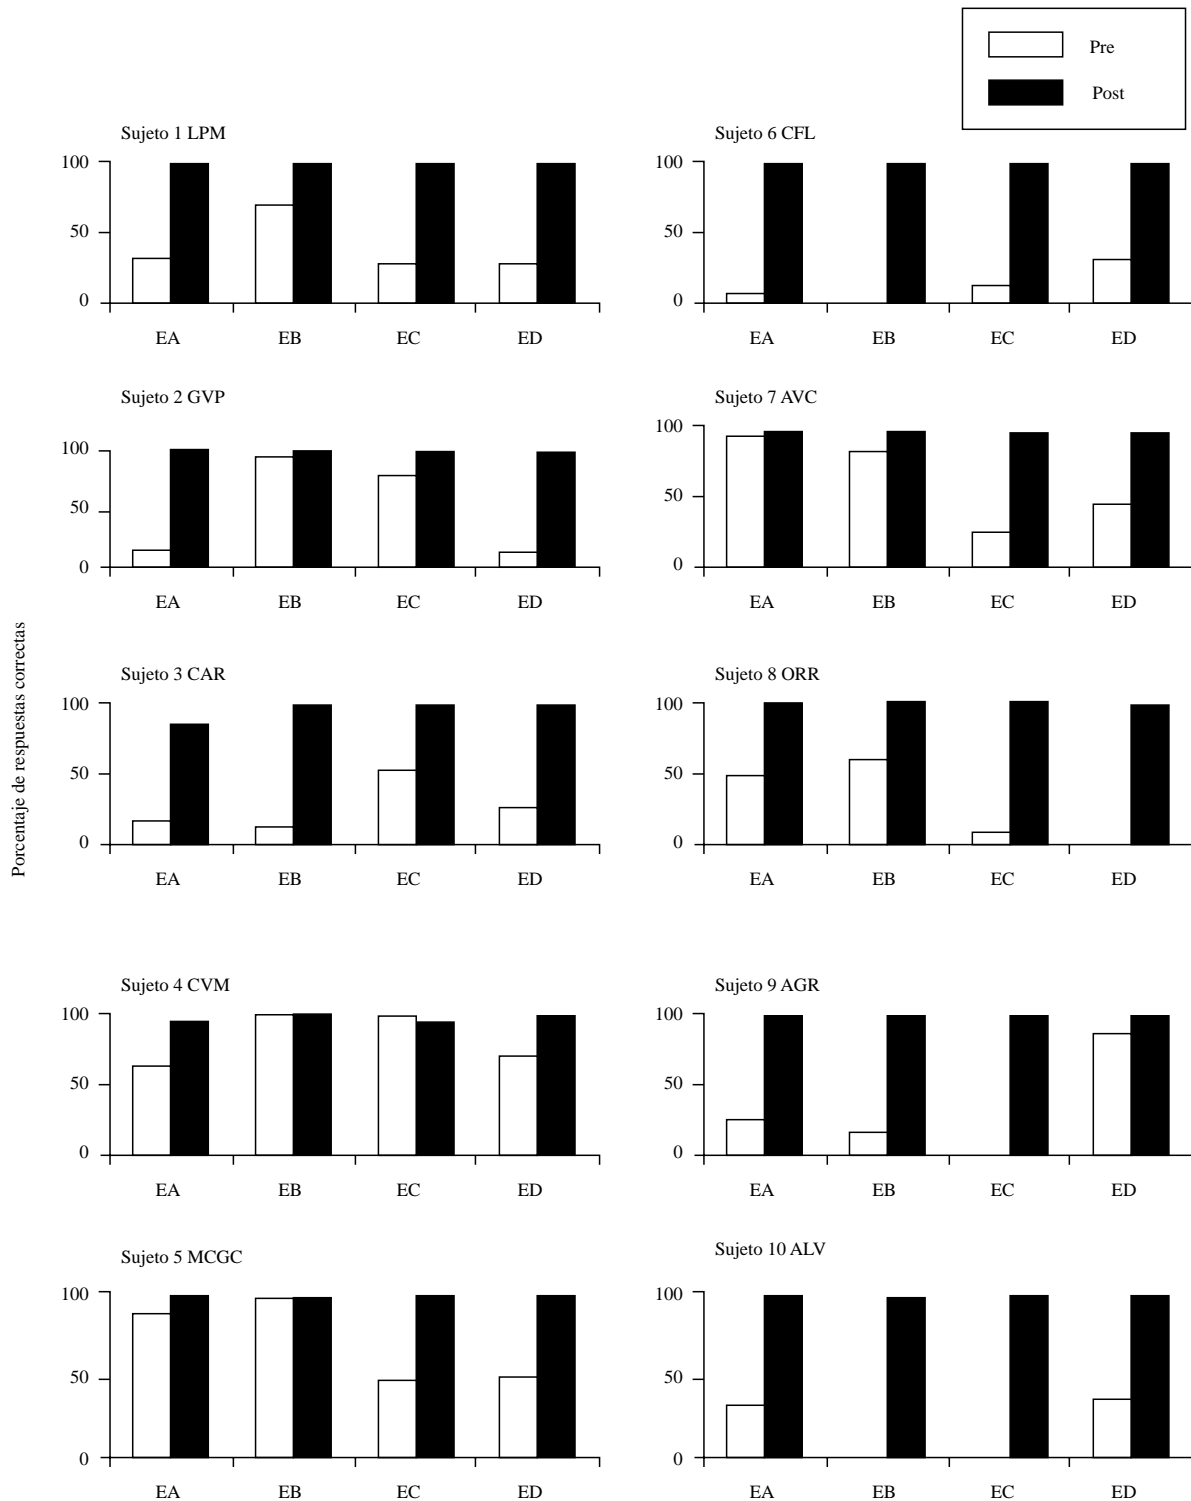 Pre
Post
Porcentaje de respuestas correctas
Sujeto 1 LPM
100
50
0
EA EB EC ED
Sujeto 2 GVP
100
50
0
EA EB EC ED
Sujeto 3 CAR
100
50
0
EA EB EC ED
Sujeto 4 CVM
100
50
0
EA EB EC ED
Sujeto 5 MCGC
100
50
0
EA EB EC ED
Sujeto 6 CFL
100
50
0
EA EB EC ED
Sujeto 7 AVC
100
50
0
EA EB EC ED
Sujeto 8 ORR
100
50
0
EA EB EC ED
Sujeto 9 AGR
100
50
0
EA EB EC ED
Sujeto 10 ALV
100
50
0
EA EB EC ED